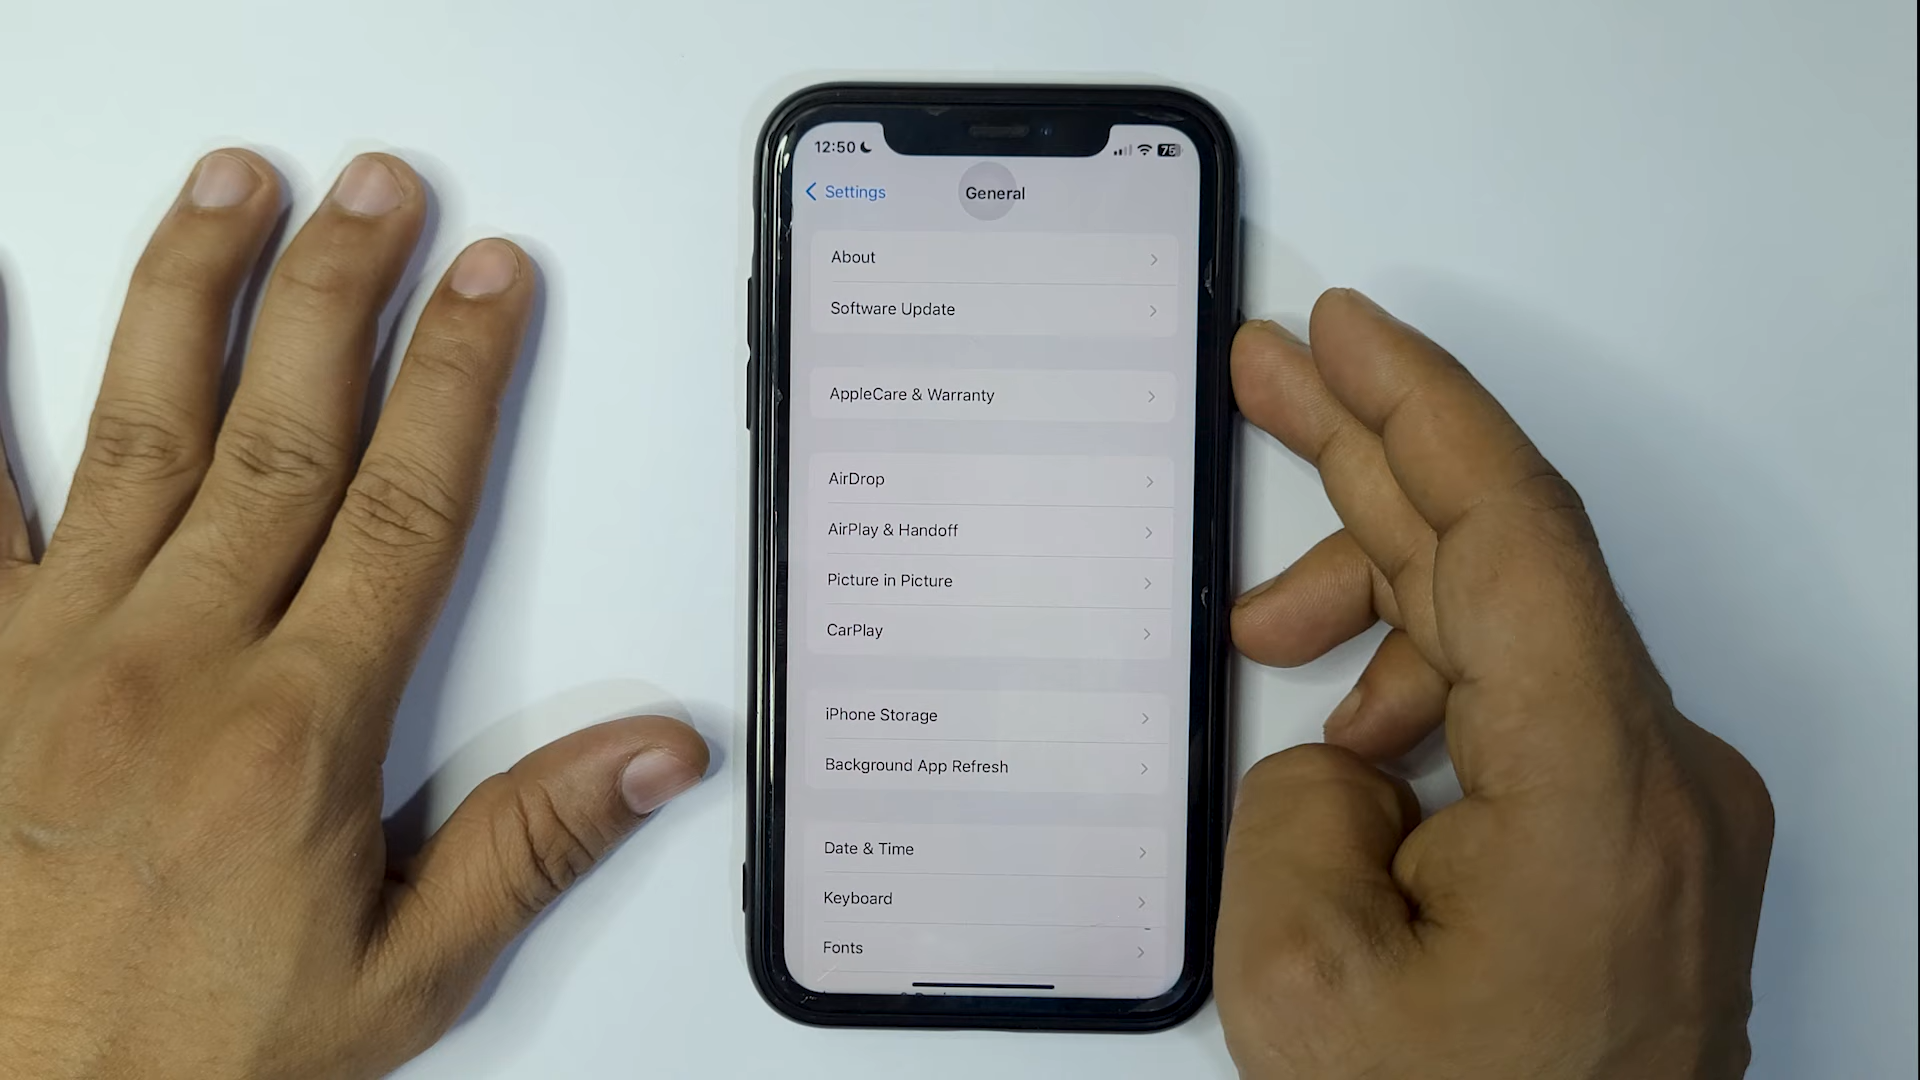 12:50
75
Settings
General
About
Software Update
AppleCare & Warranty
AirDrop
AirPlay & Handoff
Picture in Picture
CarPlay
iPhone Storage
Background App Refresh
Date & Time
Keyboard
Fonts